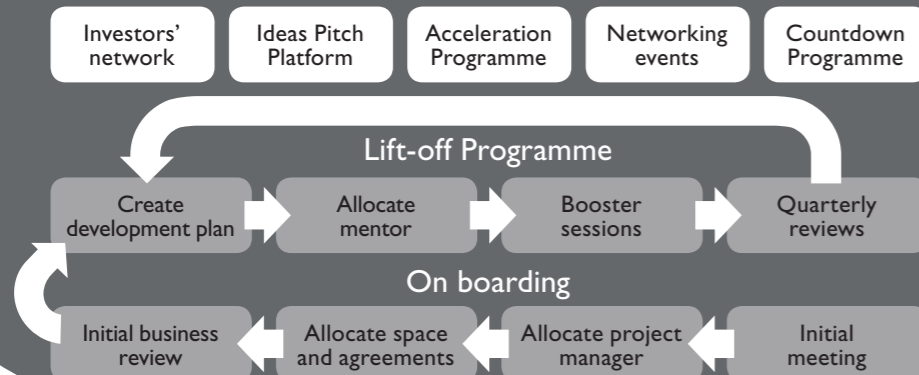 Investors'
network
Ideas Pitch
Platform
Acceleration
Programme
Networking
events
Countdown
Programme
Lift-off Programme
Create
development plan
Allocate
mentor
Booster
sessions
Quarterly
reviews
On boarding
Initial business
review
Allocate space
and agreements
Allocate project
manager
Initial
meeting